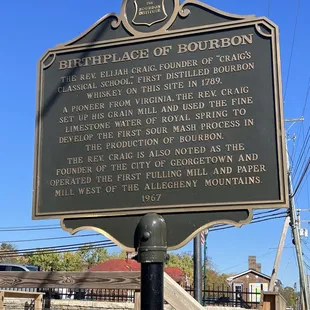 THE
BOURBON
INSTITUTE
BIRTHPLACE OF BOURBON
THE REV. ELIJAH CRAIG, FOUNDER OF "CRAIG'S
CLASSICAL SCHOOL," FIRST DISTILLED BOURBON
WHISKEY ON THIS SITE IN 1789.
A PIONEER FROM VIRGINIA, THE REV. CRAIG
SET UP HIS GRAIN MILL AND USED THE FINE
LIMESTONE WATER OF ROYAL SPRING TO
DEVELOP THE FIRST SOUR MASH PROCESS IN
THE PRODUCTION OF BOURBON.
THE REV. CRAIG IS ALSO NOTED AS THE
FOUNDER OF THE CITY OF GEORGETOWN AND
OPERATED THE FIRST FULLING MILL AND PAPER
MILL WEST OF THE ALLEGHENY MOUNTAINS.
1967